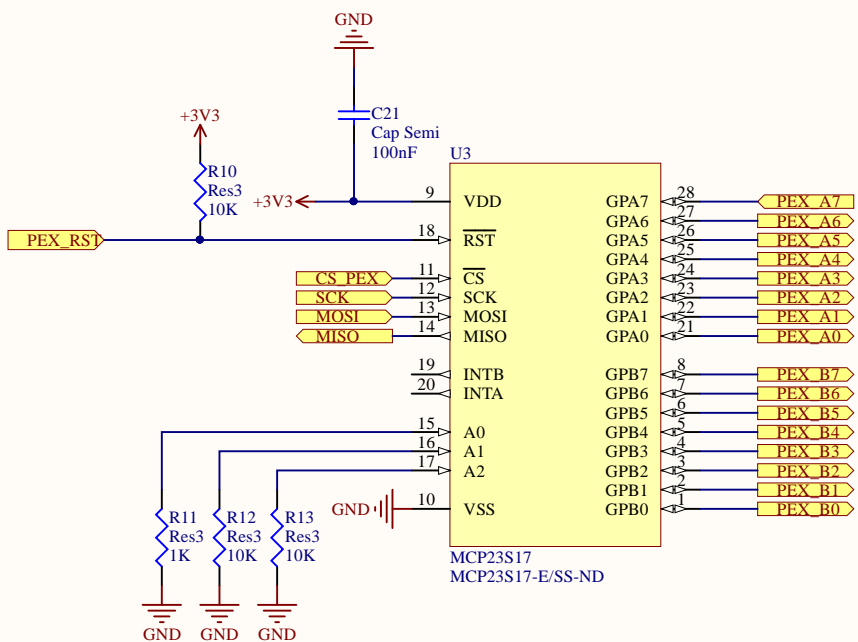 GND
C21
Cap Semi
100nF
+3V3
R10
Res3
10K
U3
+3V3
9 VDD
PEX_RST
18 RST
CS_PEX 11 CS
SCK 12 SCK
MOSI 13 MOSI
MISO 14 MISO
19 INTB
20 INTA
15 A0
16 A1
17 A2
GND 10 VSS
GPA7 28 PEX_A7
GPA6 27 PEX_A6
GPA5 26 PEX_A5
GPA4 25 PEX_A4
GPA3 24 PEX_A3
GPA2 23 PEX_A2
GPA1 22 PEX_A1
GPA0 21 PEX_A0
GPB7 8 PEX_B7
GPB6 7 PEX_B6
GPB5 6 PEX_B5
GPB4 5 PEX_B4
GPB3 4 PEX_B3
GPB2 3 PEX_B2
GPB1 2 PEX_B1
GPB0 1 PEX_B0
R11
Res3
1K
R12
Res3
10K
R13
Res3
10K
GND
GND
GND
MCP23S17
MCP23S17-E/SS-ND